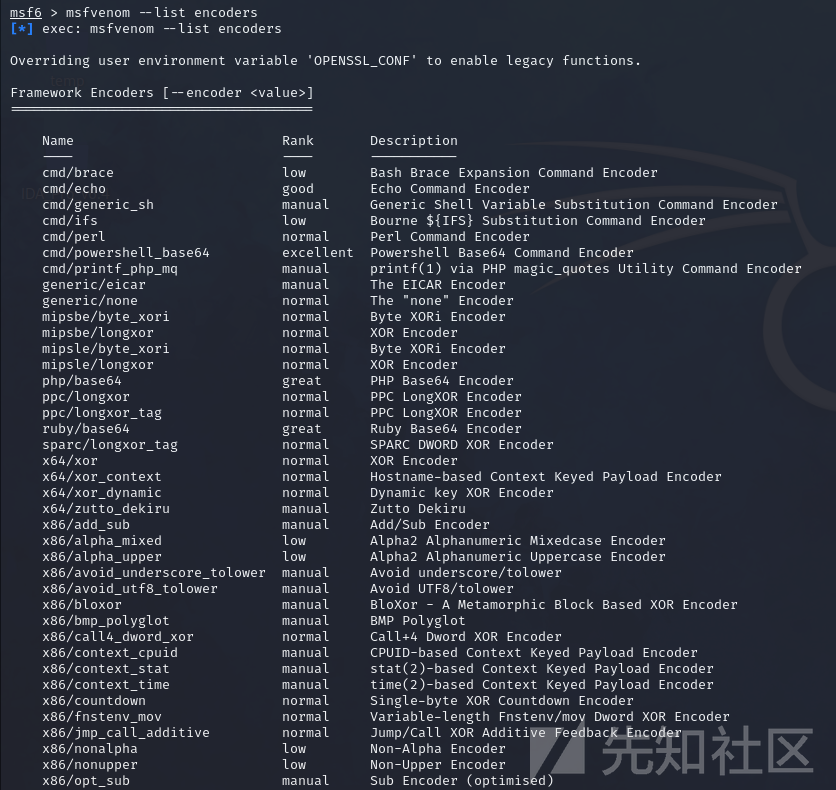 msf6 > msfvenom --list encoders
[*] exec: msfvenom --list encoders
Overriding user environment variable 'OPENSSL_CONF' to enable legacy functions.
Framework Encoders [--encoder <value>]
======================================
Name Rank Description
---- ---- -----------
cmd/brace low Bash Brace Expansion Command Encoder
cmd/echo good Echo Command Encoder
cmd/generic_sh manual Generic Shell Variable Substitution Command Encoder
cmd/ifs low Bourne ${IFS} Substitution Command Encoder
cmd/perl normal Perl Command Encoder
cmd/powershell_base64 excellent Powershell Base64 Command Encoder
cmd/printf_php_mq manual printf(1) via PHP magic_quotes Utility Command Encoder
generic/eicar manual The EICAR Encoder
generic/none normal The "none" Encoder
mipsbe/byte_xori normal Byte XORi Encoder
mipsbe/longxor normal XOR Encoder
mipsle/byte_xori normal Byte XORi Encoder
mipsle/longxor normal XOR Encoder
php/base64 great PHP Base64 Encoder
ppc/longxor normal PPC LongXOR Encoder
ppc/longxor_tag normal PPC LongXOR Encoder
ruby/base64 great Ruby Base64 Encoder
sparc/longxor_tag normal SPARC DWORD XOR Encoder
x64/xor normal XOR Encoder
x64/xor_context normal Hostname-based Context Keyed Payload Encoder
x64/xor_dynamic normal Dynamic key XOR Encoder
x64/zutto_dekiru manual Zutto Dekiru
x86/add_sub manual Add/Sub Encoder
x86/alpha_mixed low Alpha2 Alphanumeric Mixedcase Encoder
x86/alpha_upper low Alpha2 Alphanumeric Uppercase Encoder
x86/avoid_underscore_tolower manual Avoid underscore/tolower
x86/avoid_utf8_tolower manual Avoid UTF8/tolower
x86/bloxor manual BloXor - A Metamorphic Block Based XOR Encoder
x86/bmp_polyglot manual BMP Polyglot
x86/call4_dword_xor normal Call+4 Dword XOR Encoder
x86/context_cpuid manual CPUID-based Context Keyed Payload Encoder
x86/context_stat manual stat(2)-based Context Keyed Payload Encoder
x86/context_time manual time(2)-based Context Keyed Payload Encoder
x86/countdown normal Single-byte XOR Countdown Encoder
x86/fnstenv_mov normal Variable-length Fnstenv/mov Dword XOR Encoder
x86/jmp_call_additive normal Jump/Call XOR Additive Feedback Encoder
x86/nonalpha low Non-Alpha Encoder
x86/nonupper low Non-Upper Encoder
x86/opt_sub manual Sub Encoder (optimised)
先知社区